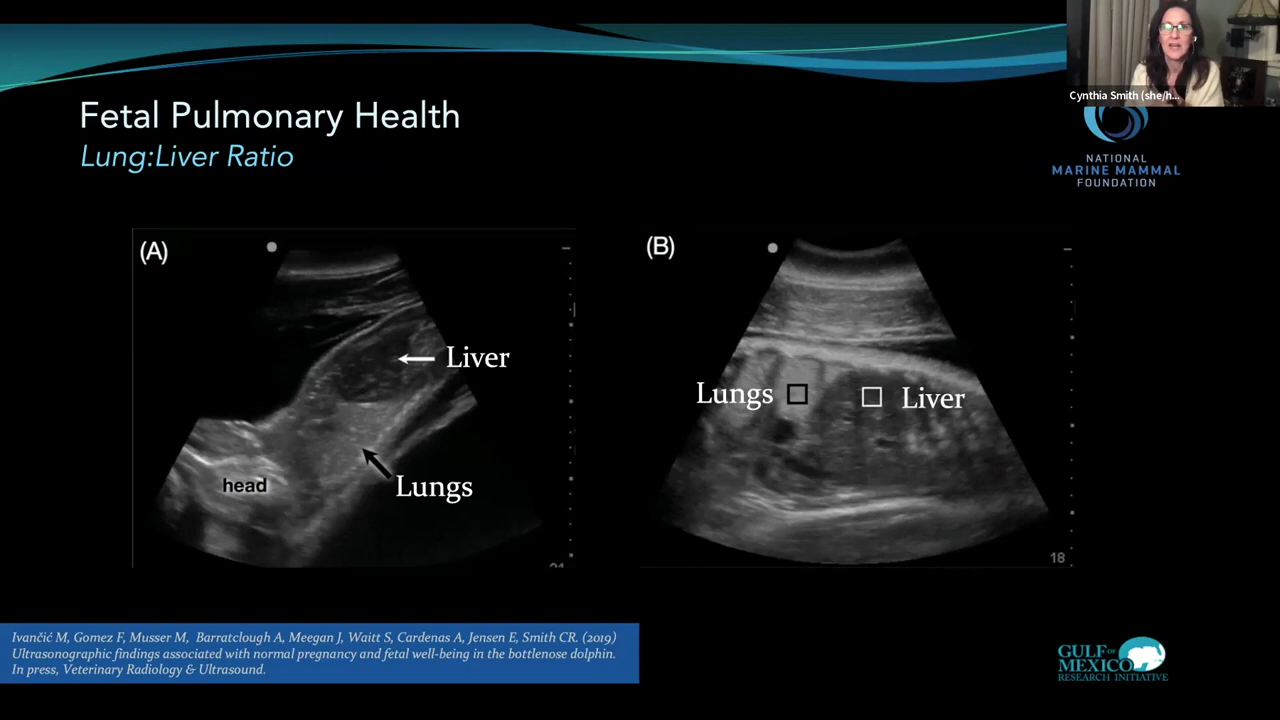 Cynthia Smith (she/h...
Fetal Pulmonary Health
Lung:Liver Ratio
NATIONAL
MARINE MAMMAL
FOUNDATION
(A)
Liver
Lungs
head
(B)
Lungs
Liver
18
Ivančić M, Gomez F, Musser M, Barratclough A, Meegan J, Waitt S, Cardenas A, Jensen E, Smith CR. (2019)
Ultrasonographic findings associated with normal pregnancy and fetal well-being in the bottlenose dolphin.
In press, Veterinary Radiology & Ultrasound.
GULF OF
MEXICO
RESEARCH INITIATIVE